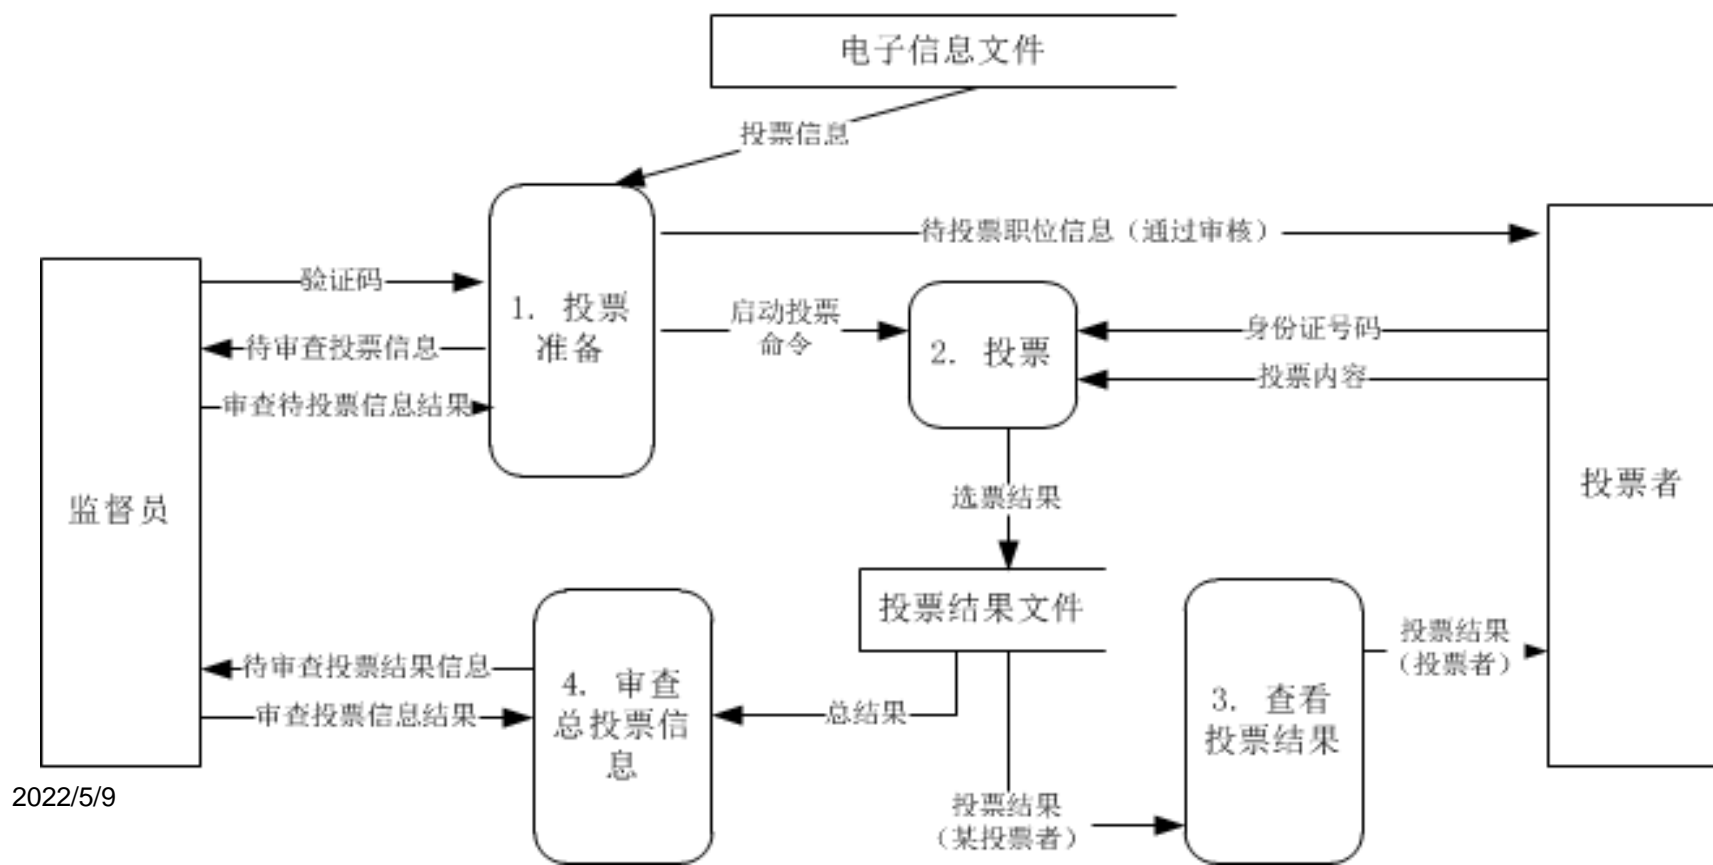 电子信息文件
投票信息
待投票职位信息（通过审核）
验证码
1. 投票
准备
启动投票
命令
2. 投票
身份证号码
待审查投票信息
投票内容
审查待投票信息结果
监督员
投票者
选票结果
投票结果文件
投票结果
（投票者）
待审查投票结果信息
4. 审查
总投票信
息
审查投票信息结果
总结果
3. 查看
投票结果
2022/5/9
投票结果
（某投票者）